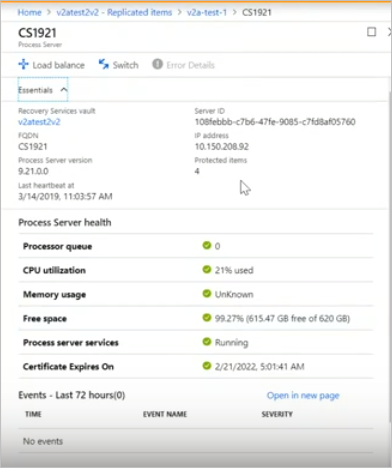 Home > v2atest2v2 - Replicated items > v2a-test-1 > CS1921
CS1921
Process Server
Load balance Switch Error Details
Essentials
Recovery Services vault Server ID
v2atest2v2 108febbb-c7b6-47fe-9085-c7fd8af05760
FQDN IP address
CS1921 10.150.208.92
Process Server version Protected items
9.21.0.0 4
Last heartbeat at
3/14/2019, 11:03:57 AM
Process Server health
Processor queue 0
CPU utilization 21% used
Memory usage UnKnown
Free space 99.27% (615.47 GB free of 620 GB)
Process server services Running
Certificate Expires On 2/21/2022, 5:01:41 AM
Events - Last 72 hours(0) Open in new page
TIME EVENT NAME SEVERITY
No events